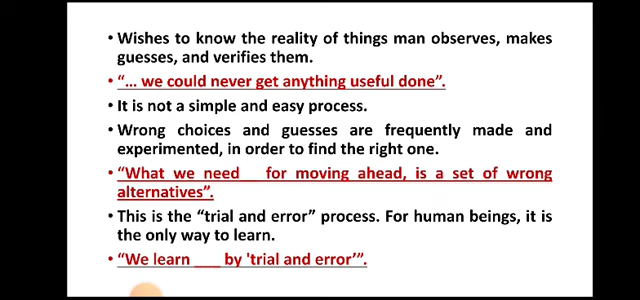 • Wishes to know the reality of things man observes, makes
guesses, and verifies them.
• “... we could never get anything useful done”.
• It is not a simple and easy process.
• Wrong choices and guesses are frequently made and
experimented, in order to find the right one.
• “What we need __ for moving ahead, is a set of wrong
alternatives”.
• This is the “trial and error” process. For human beings, it is
the only way to learn.
• “We learn ___ by 'trial and error’”.